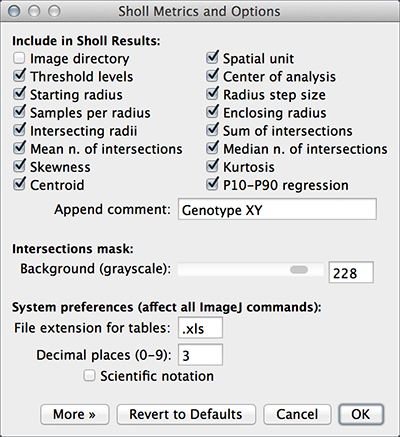 Sholl Metrics and Options
Include in Sholl Results:
Image directory Spatial unit
Threshold levels Center of analysis
Starting radius Radius step size
Samples per radius Enclosing radius
Intersecting radii Sum of intersections
Mean n. of intersections Median n. of intersections
Skewness Kurtosis
Centroid P10-P90 regression
Append comment: Genotype XY
Intersections mask:
Background (grayscale): 228
System preferences (affect all ImageJ commands):
File extension for tables: .xls
Decimal places (0-9): 3
Scientific notation
More » Revert to Defaults Cancel OK